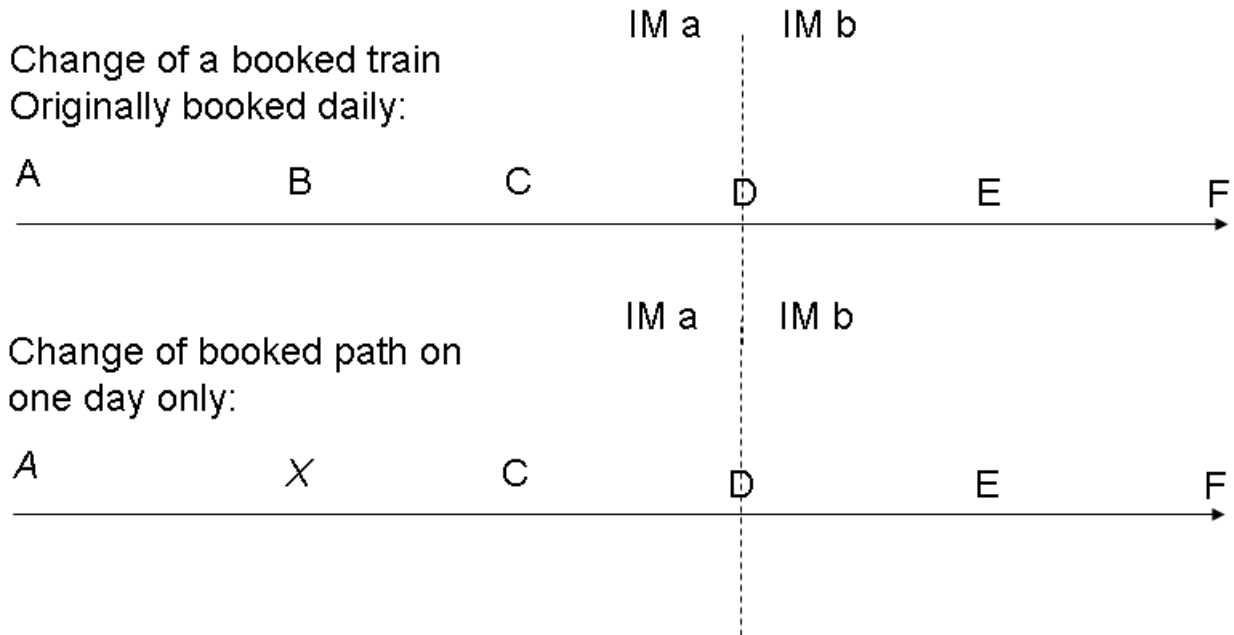 IM a IM b
Change of a booked train
Originally booked daily:
A B C D E F
IM a IM b
Change of booked path on
one day only:
A X C D E F